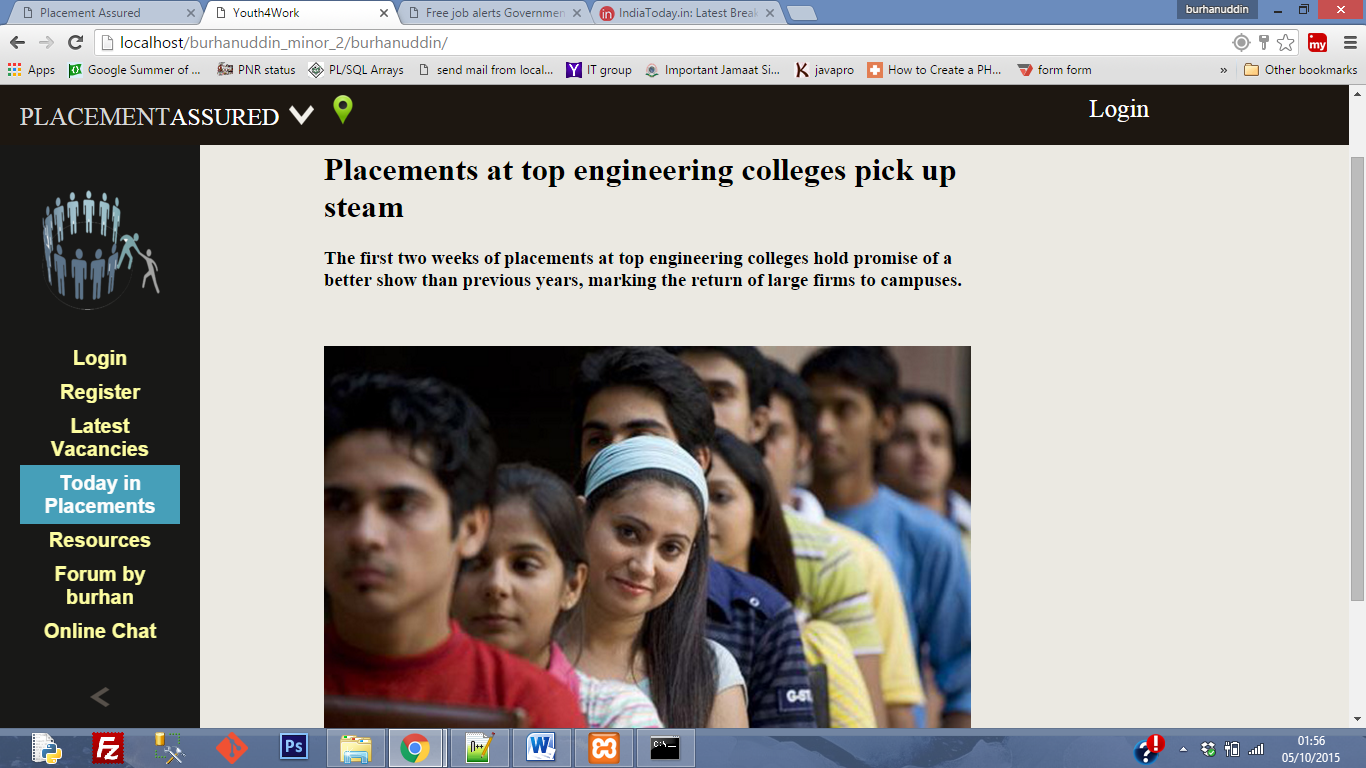 Placement Assured
Youth4Work
Free job alerts Governmen
IndiaToday.in: Latest Break
burhanuddin
localhost/burhanuddin_minor_2/burhanuddin/
my
Apps
Google Summer of ...
PNR status
PL/SQL Arrays
send mail from local...
IT group
Important Jamaat Si...
javapro
How to Create a PH...
form form
»
Other bookmarks
PLACEMENTASSURED
Login
Login
Register
Latest
Vacancies
Today in
Placements
Resources
Forum by
burhan
Online Chat
Placements at top engineering colleges pick up
steam
The first two weeks of placements at top engineering colleges hold promise of a
better show than previous years, marking the return of large firms to campuses.
G-ST
Fz
Ps
N++
W
C:\
01:56
05/10/2015